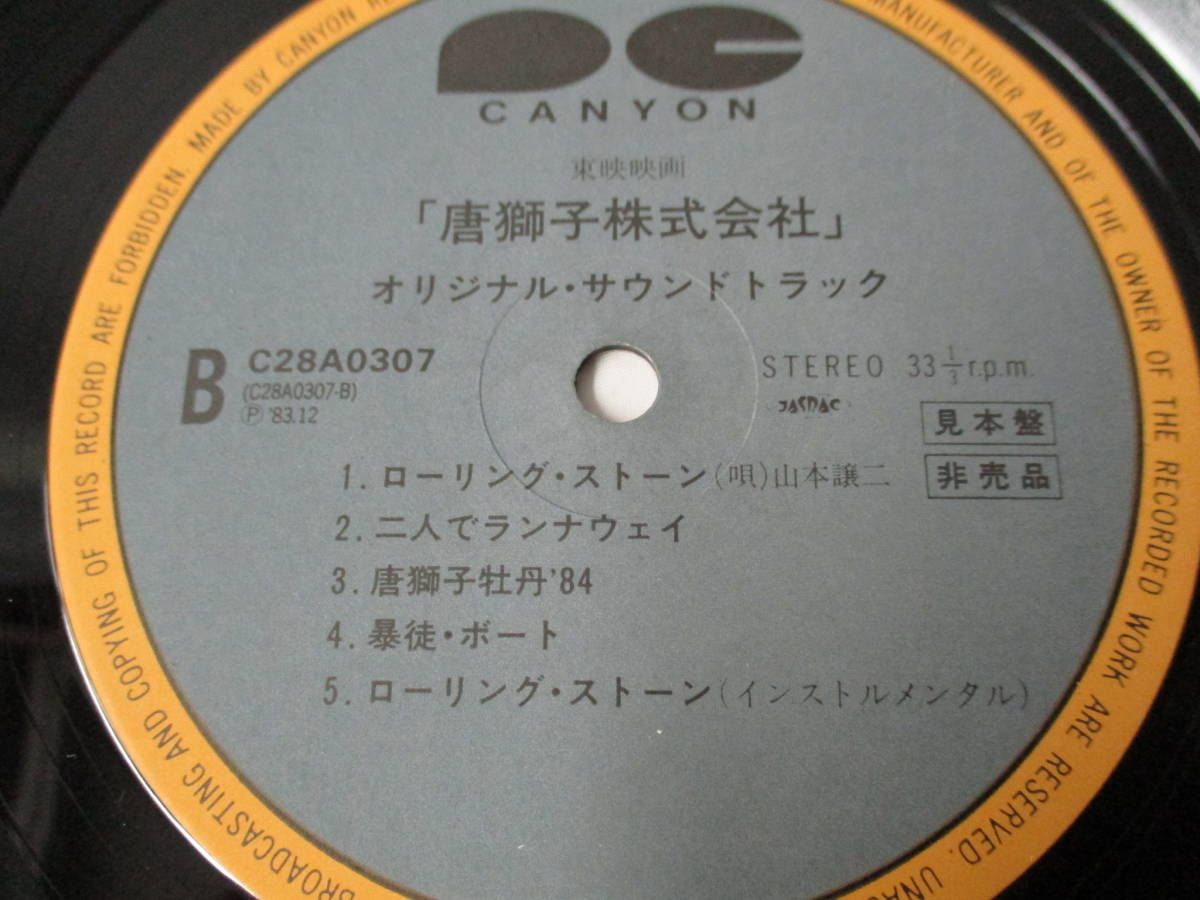 CANYON
東映映画
「唐獅子株式会社」
オリジナル・サウンドトラック
B
C28A0307
(C28A0307-B)
Ⓟ '83.12
STEREO 33 1/3 r.p.m.
JASRAC
見本盤
非売品
1. ローリング・ストーン(唄)山本譲二
2. 二人でランナウェイ
3. 唐獅子牡丹'84
4. 暴徒・ボート
5. ローリング・ストーン(インストルメンタル)
MANUFACTURER AND OF THE OWNER OF THE RECORDED WORK ARE RESERVED.
BROADCASTING AND COPYING OF THIS RECORD ARE FORBIDDEN. MADE BY CANYON